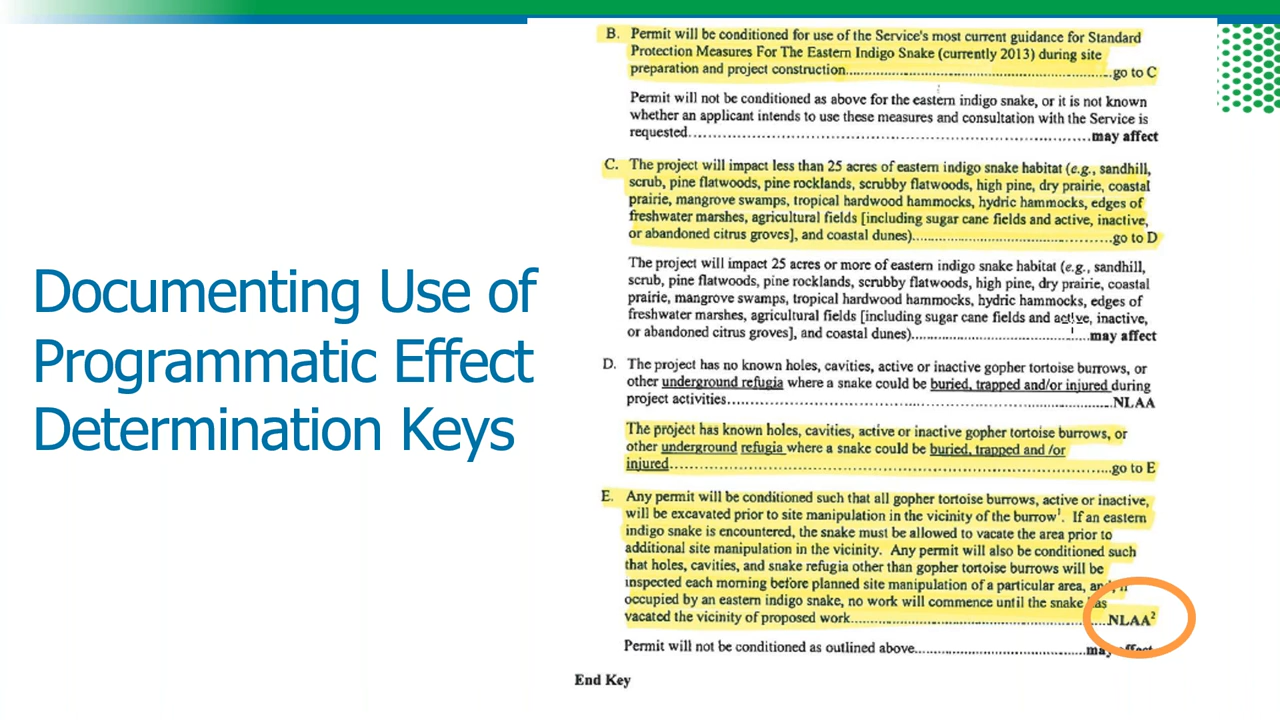 Documenting Use of
Programmatic Effect
Determination Keys
B. Permit will be conditioned for use of the Service's most current guidance for Standard
Protection Measures For The Eastern Indigo Snake (currently 2013) during site
preparation and project construction....................................................go to C
Permit will not be conditioned as above for the eastern indigo snake, or it is not known
whether an applicant intends to use these measures and consultation with the Service is
requested....................................................................................may affect
C. The project will impact less than 25 acres of eastern indigo snake habitat (e.g., sandhill,
scrub, pine flatwoods, pine rocklands, scrubby flatwoods, high pine, dry prairie, coastal
prairie, mangrove swamps, tropical hardwood hammocks, hydric hammocks, edges of
freshwater marshes, agricultural fields [including sugar cane fields and active, inactive,
or abandoned citrus groves], and coastal dunes).......................................go to D
The project will impact 25 acres or more of eastern indigo snake habitat (e.g., sandhill,
scrub, pine flatwoods, pine rocklands, scrubby flatwoods, high pine, dry prairie, coastal
prairie, mangrove swamps, tropical hardwood hammocks, hydric hammocks, edges of
freshwater marshes, agricultural fields [including sugar cane fields and active, inactive,
or abandoned citrus groves], and coastal dunes)...................................may affect
D. The project has no known holes, cavities, active or inactive gopher tortoise burrows, or
other underground refugia where a snake could be buried, trapped and/or injured during
project activities..............................................................................NLAA
The project has known holes, cavities, active or inactive gopher tortoise burrows, or
other underground refugia where a snake could be buried, trapped and /or
injured.........................................................................................go to E
E. Any permit will be conditioned such that all gopher tortoise burrows, active or inactive,
will be excavated prior to site manipulation in the vicinity of the burrow¹. If an eastern
indigo snake is encountered, the snake must be allowed to vacate the area prior to
additional site manipulation in the vicinity. Any permit will also be conditioned such
that holes, cavities, and snake refugia other than gopher tortoise burrows will be
inspected each morning before planned site manipulation of a particular area, and, if
occupied by an eastern indigo snake, no work will commence until the snake has
vacated the vicinity of proposed work....................................................NLAA²
Permit will not be conditioned as outlined above...................................may affect
End Key